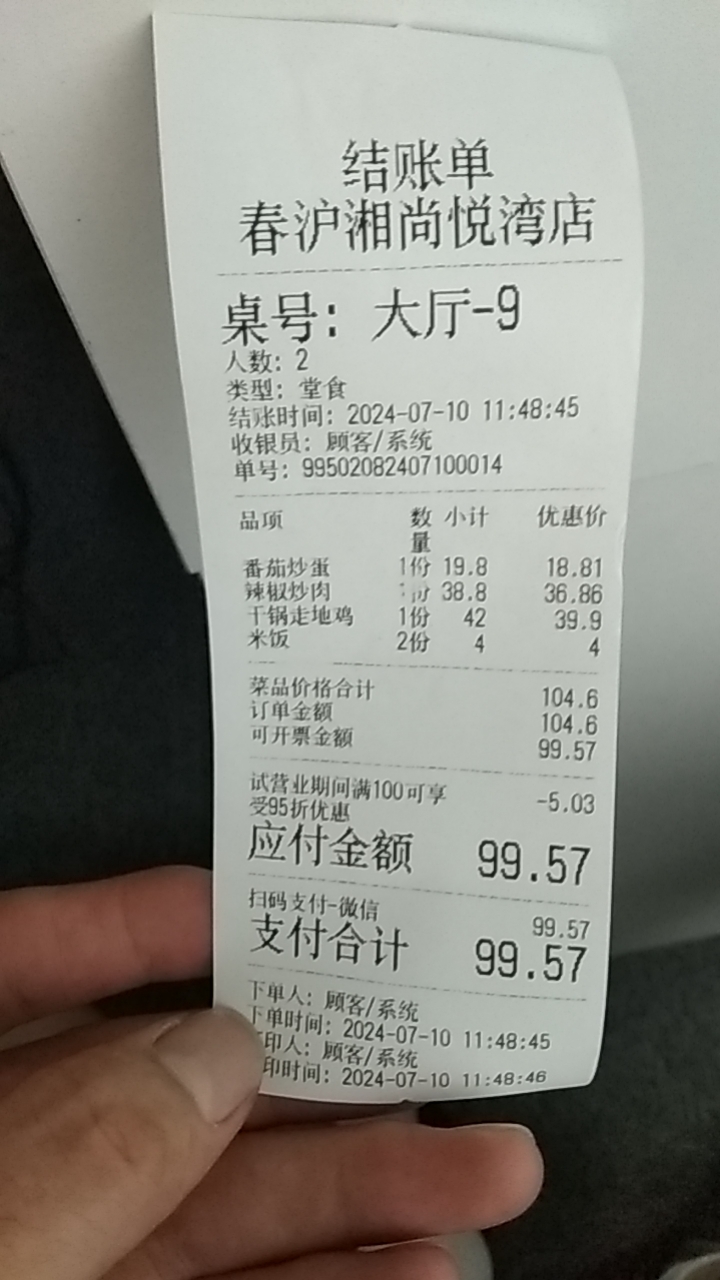 结账单
春沪湘尚悦湾店
桌号: 大厅-9
人数: 2
类型: 堂食
结账时间: 2024-07-10 11:48:45
收银员: 顾客/系统
单号: 99502082407100014
品项 数量 小计 优惠价
番茄炒蛋 1份 19.8 18.81
辣椒炒肉 份 38.8 36.86
干锅走地鸡 1份 42 39.9
米饭 2份 4 4
菜品价格合计 104.6
订单金额 104.6
可开票金额 99.57
试营业期间满100可享 -5.03
受95折优惠
应付金额 99.57
扫码支付-微信 99.57
支付合计 99.57
下单人: 顾客/系统
下单时间: 2024-07-10 11:48:45
印人: 顾客/系统
印时间: 2024-07-10 11:48:46